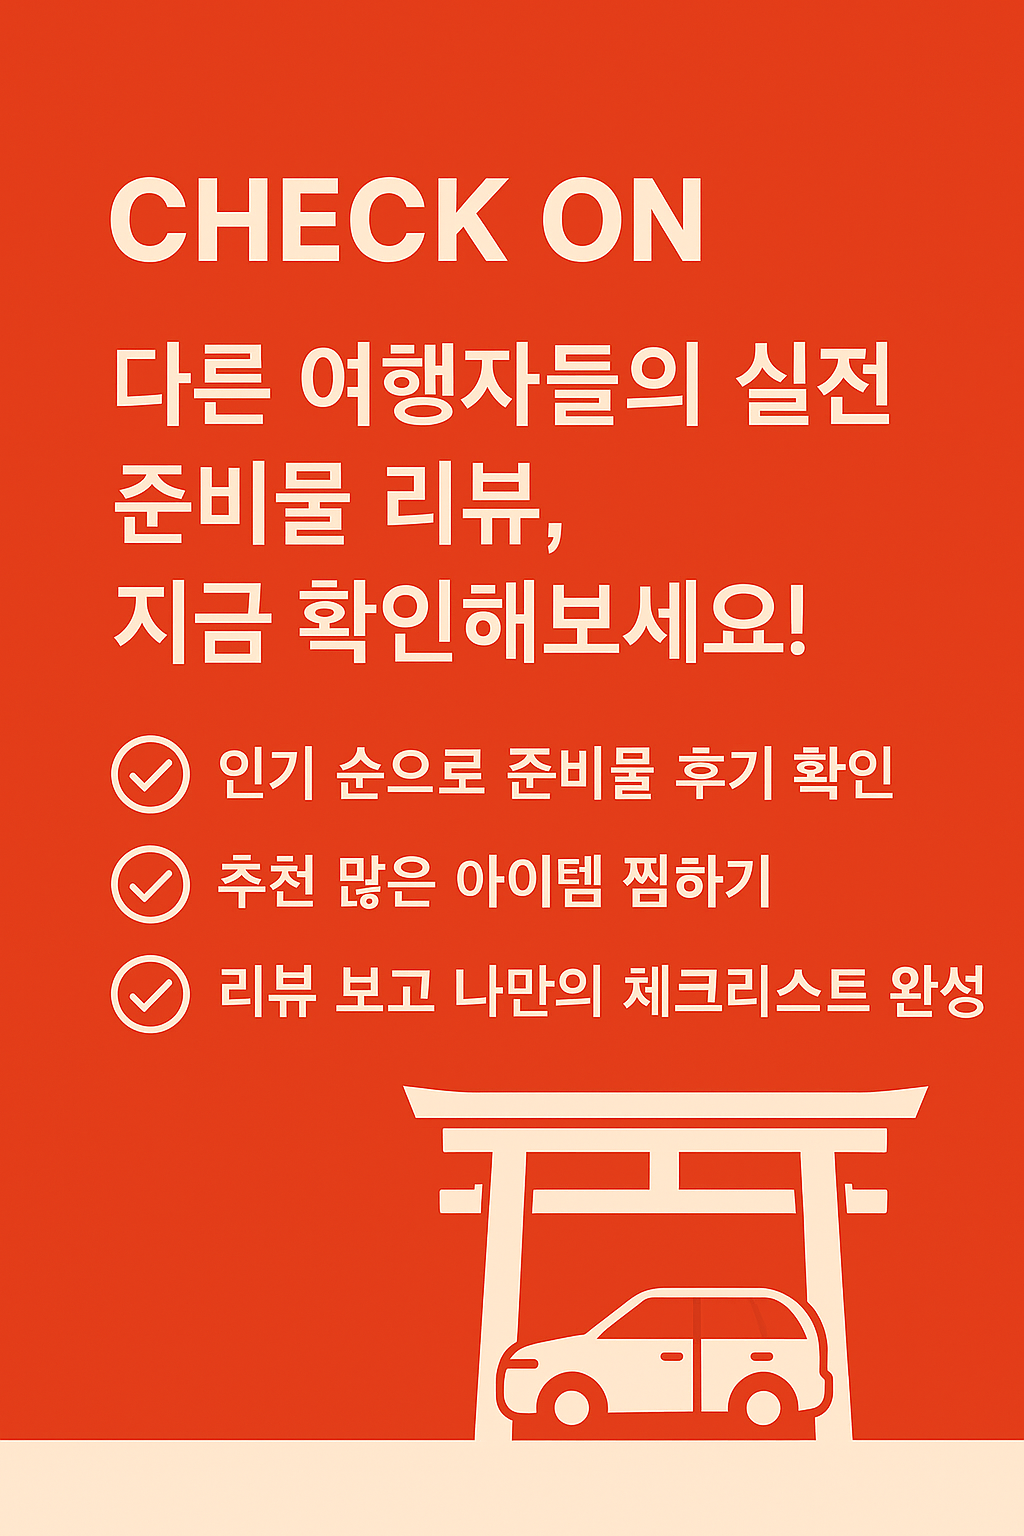 CHECK ON
다른 여행자들의 실전
준비물 리뷰,
지금 확인해보세요!
인기 순으로 준비물 후기 확인
추천 많은 아이템 찜하기
리뷰 보고 나만의 체크리스트 완성